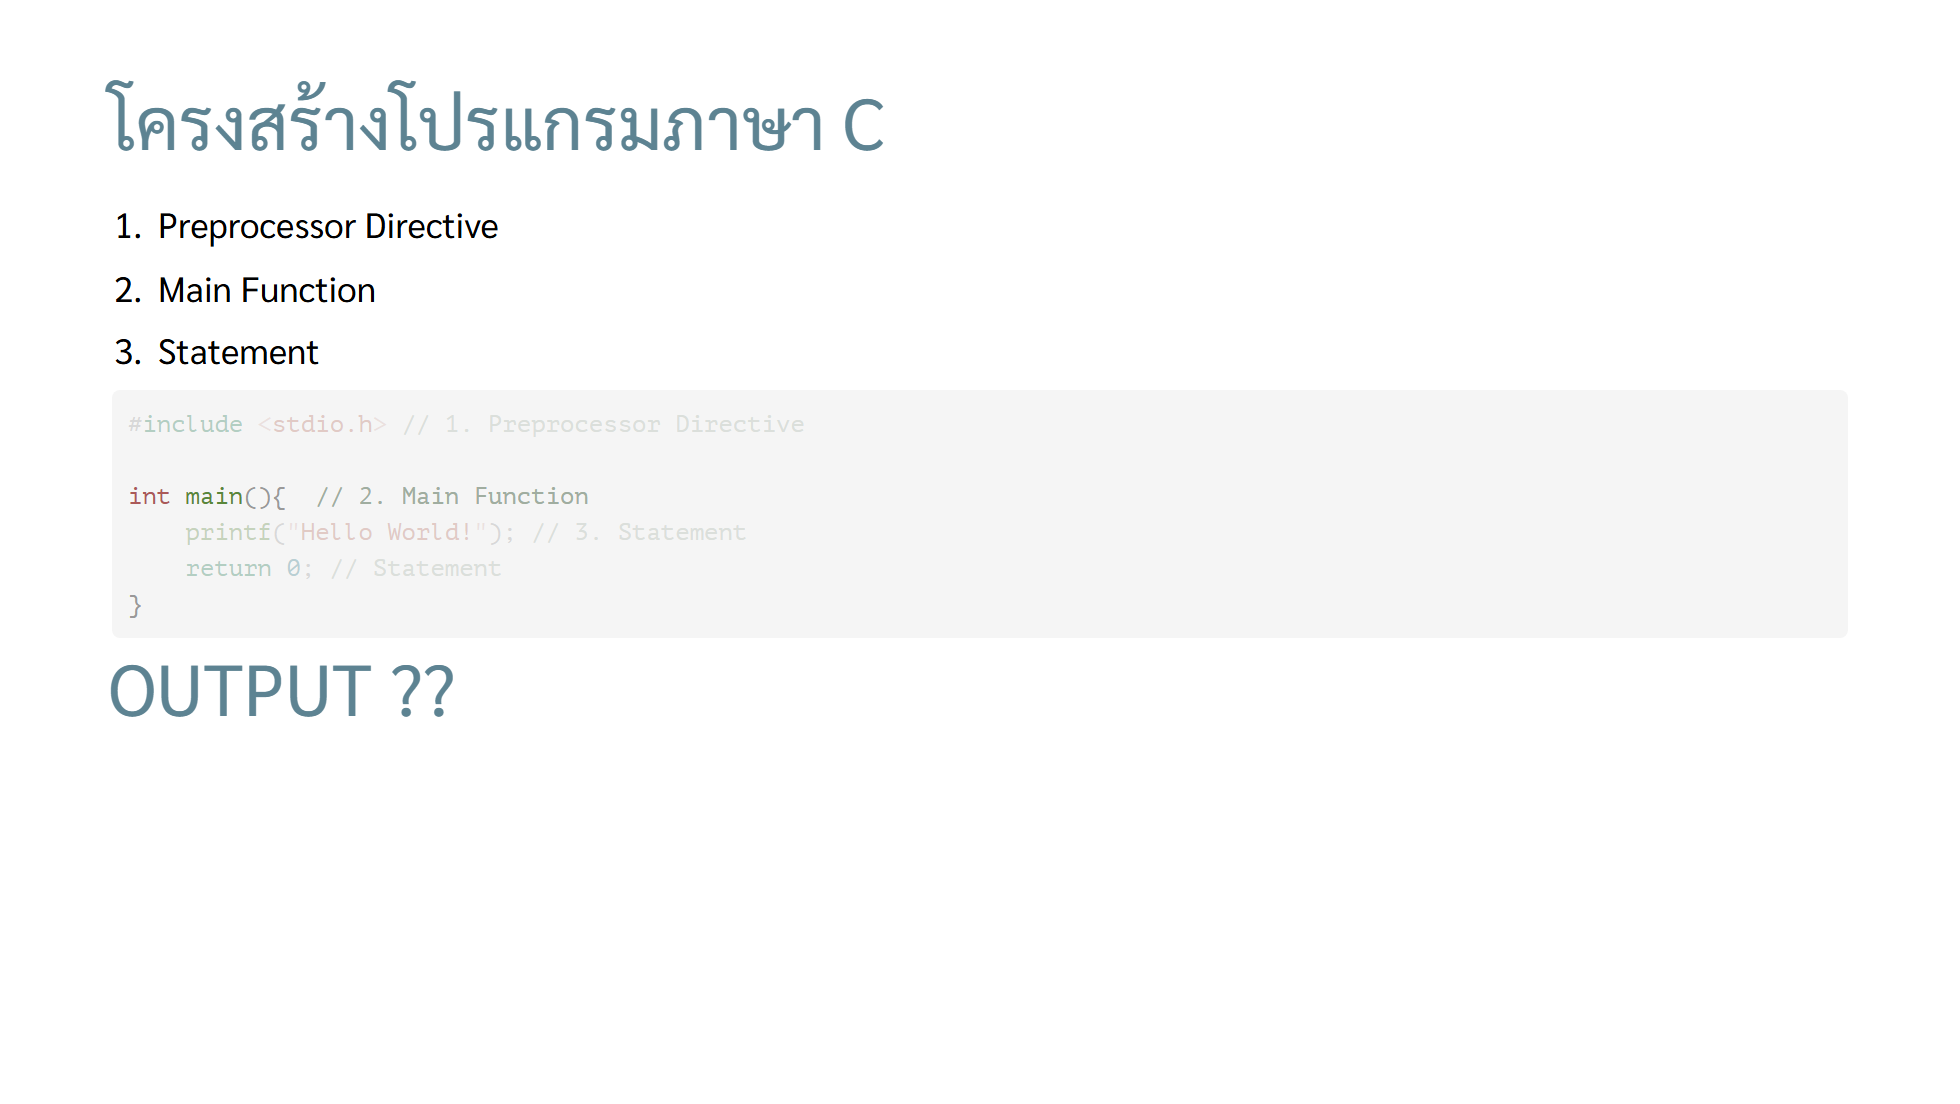 โครงสร้างโปรแกรมภาษา C
1. Preprocessor Directive
2. Main Function
3. Statement
#include <stdio.h> // 1. Preprocessor Directive
int main(){  // 2. Main Function
    printf("Hello World!"); // 3. Statement
    return 0; // Statement
}
OUTPUT ??